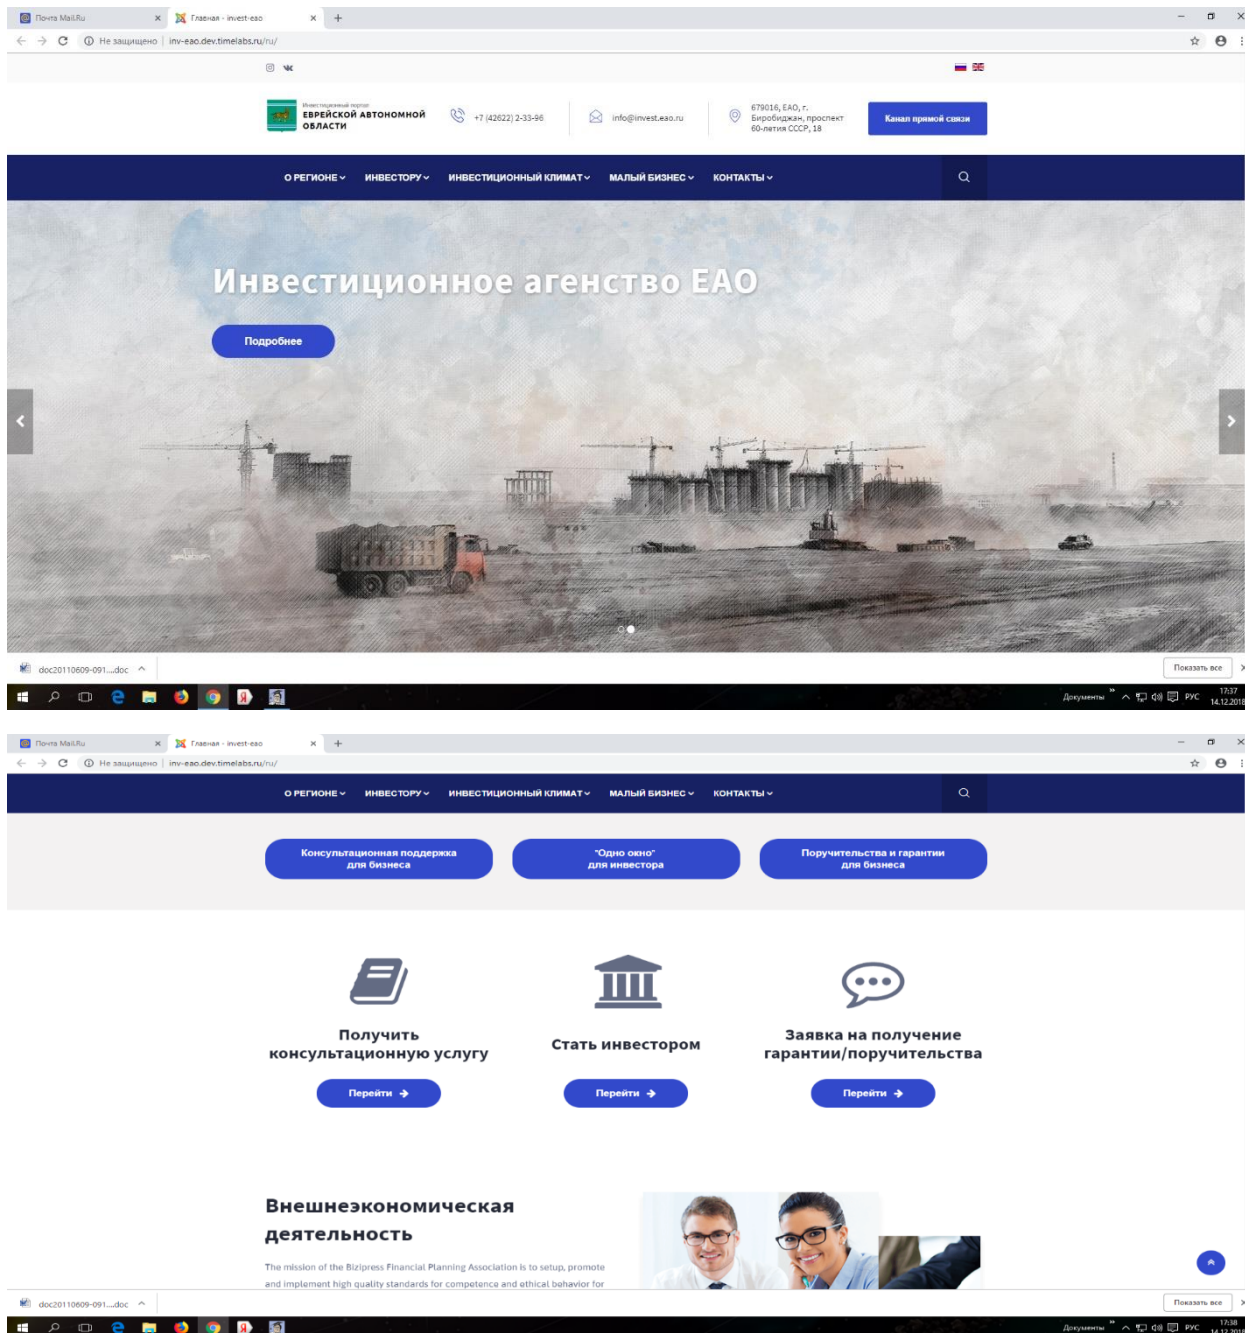 Почта Mail.Ru
Главная - invest-eao
Не защищено | inv-eao.dev.timelabs.ru/ru/
Инвестиционный портал
ЕВРЕЙСКОЙ АВТОНОМНОЙ
ОБЛАСТИ
+7 (42622) 2-33-96
info@invest.eao.ru
679016, ЕАО, г.
Биробиджан, проспект
60-летия СССР, 18
Канал прямой связи
О РЕГИОНЕ
ИНВЕСТОРУ
ИНВЕСТИЦИОННЫЙ КЛИМАТ
МАЛЫЙ БИЗНЕС
КОНТАКТЫ
Инвестиционное агенство ЕАО
Подробнее
doc20110609-091....doc
Показать все
Документы
РУС
17:37
14.12.2018
Почта Mail.Ru
Главная - invest-eao
Не защищено | inv-eao.dev.timelabs.ru/ru/
О РЕГИОНЕ
ИНВЕСТОРУ
ИНВЕСТИЦИОННЫЙ КЛИМАТ
МАЛЫЙ БИЗНЕС
КОНТАКТЫ
Консультационная поддержка
для бизнеса
"Одно окно"
для инвестора
Поручительства и гарантии
для бизнеса
Получить
консультационную услугу
Стать инвестором
Заявка на получение
гарантии/поручительства
Перейти
Перейти
Перейти
Внешнеэкономическая
деятельность
The mission of the Bizipress Financial Planning Association is to setup, promote
and implement high quality standards for competence and ethical behavior for
doc20110609-091....doc
Показать все
Документы
РУС
17:38
14.12.2018